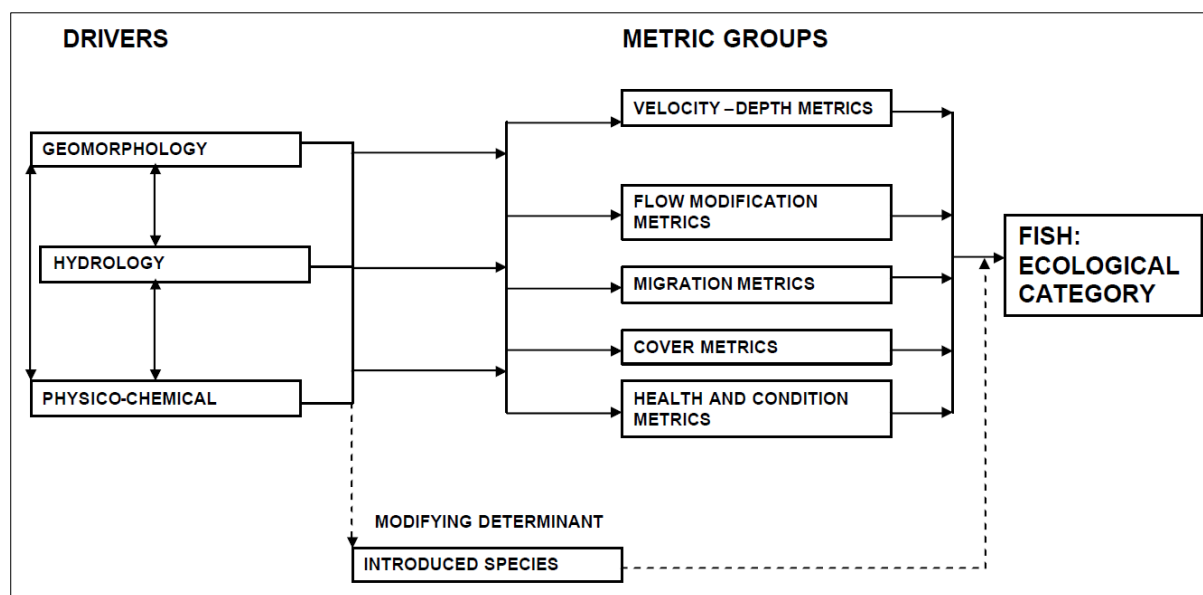 DRIVERS
METRIC GROUPS
VELOCITY – DEPTH METRICS
GEOMORPHOLOGY
FLOW MODIFICATION
METRICS
HYDROLOGY
FISH:
ECOLOGICAL
CATEGORY
MIGRATION METRICS
COVER METRICS
PHYSICO-CHEMICAL
HEALTH AND CONDITION
METRICS
MODIFYING DETERMINANT
INTRODUCED SPECIES